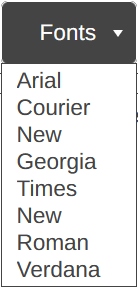 Fonts
Arial
Courier
New
Georgia
Times
New
Roman
Verdana